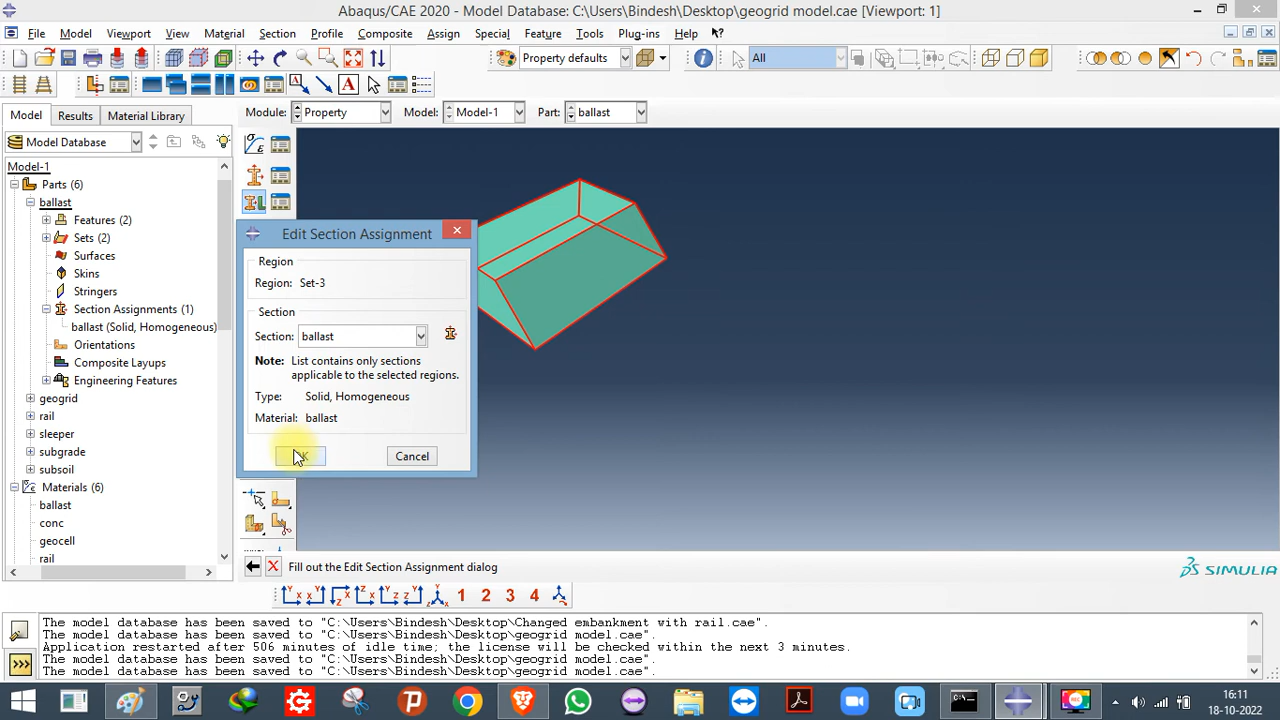 Abaqus/CAE 2020 - Model Database: C:\Users\Bindesh\Desktop\geogrid model.cae [Viewport: 1]
File Model Viewport View Material Section Profile Composite Assign Special Feature Tools Plug-ins Help
Property defaults All
Model Results Material Library
Module: Property Model: Model-1 Part: ballast
Model Database
Model-1
Parts (6)
ballast
Features (2)
Sets (2)
Surfaces
Skins
Stringers
Section Assignments (1)
ballast (Solid, Homogeneous)
Orientations
Composite Layups
Engineering Features
geogrid
rail
sleeper
subgrade
subsoil
Materials (6)
ballast
conc
geocell
rail
Edit Section Assignment
Region
Region: Set-3
Section
Section: ballast
Note: List contains only sections
applicable to the selected regions.
Type: Solid, Homogeneous
Material: ballast
OK Cancel
Fill out the Edit Section Assignment dialog
SIMULIA
1 2 3 4
The model database has been saved to "C:\Users\Bindesh\Desktop\Changed embankment with rail.cae".
The model database has been saved to "C:\Users\Bindesh\Desktop\geogrid model.cae".
Application restarted after 506 minutes of idle time; the license will be checked within the next 3 minutes.
The model database has been saved to "C:\Users\Bindesh\Desktop\geogrid model.cae".
The model database has been saved to "C:\Users\Bindesh\Desktop\geogrid model.cae".
16:11
18-10-2022